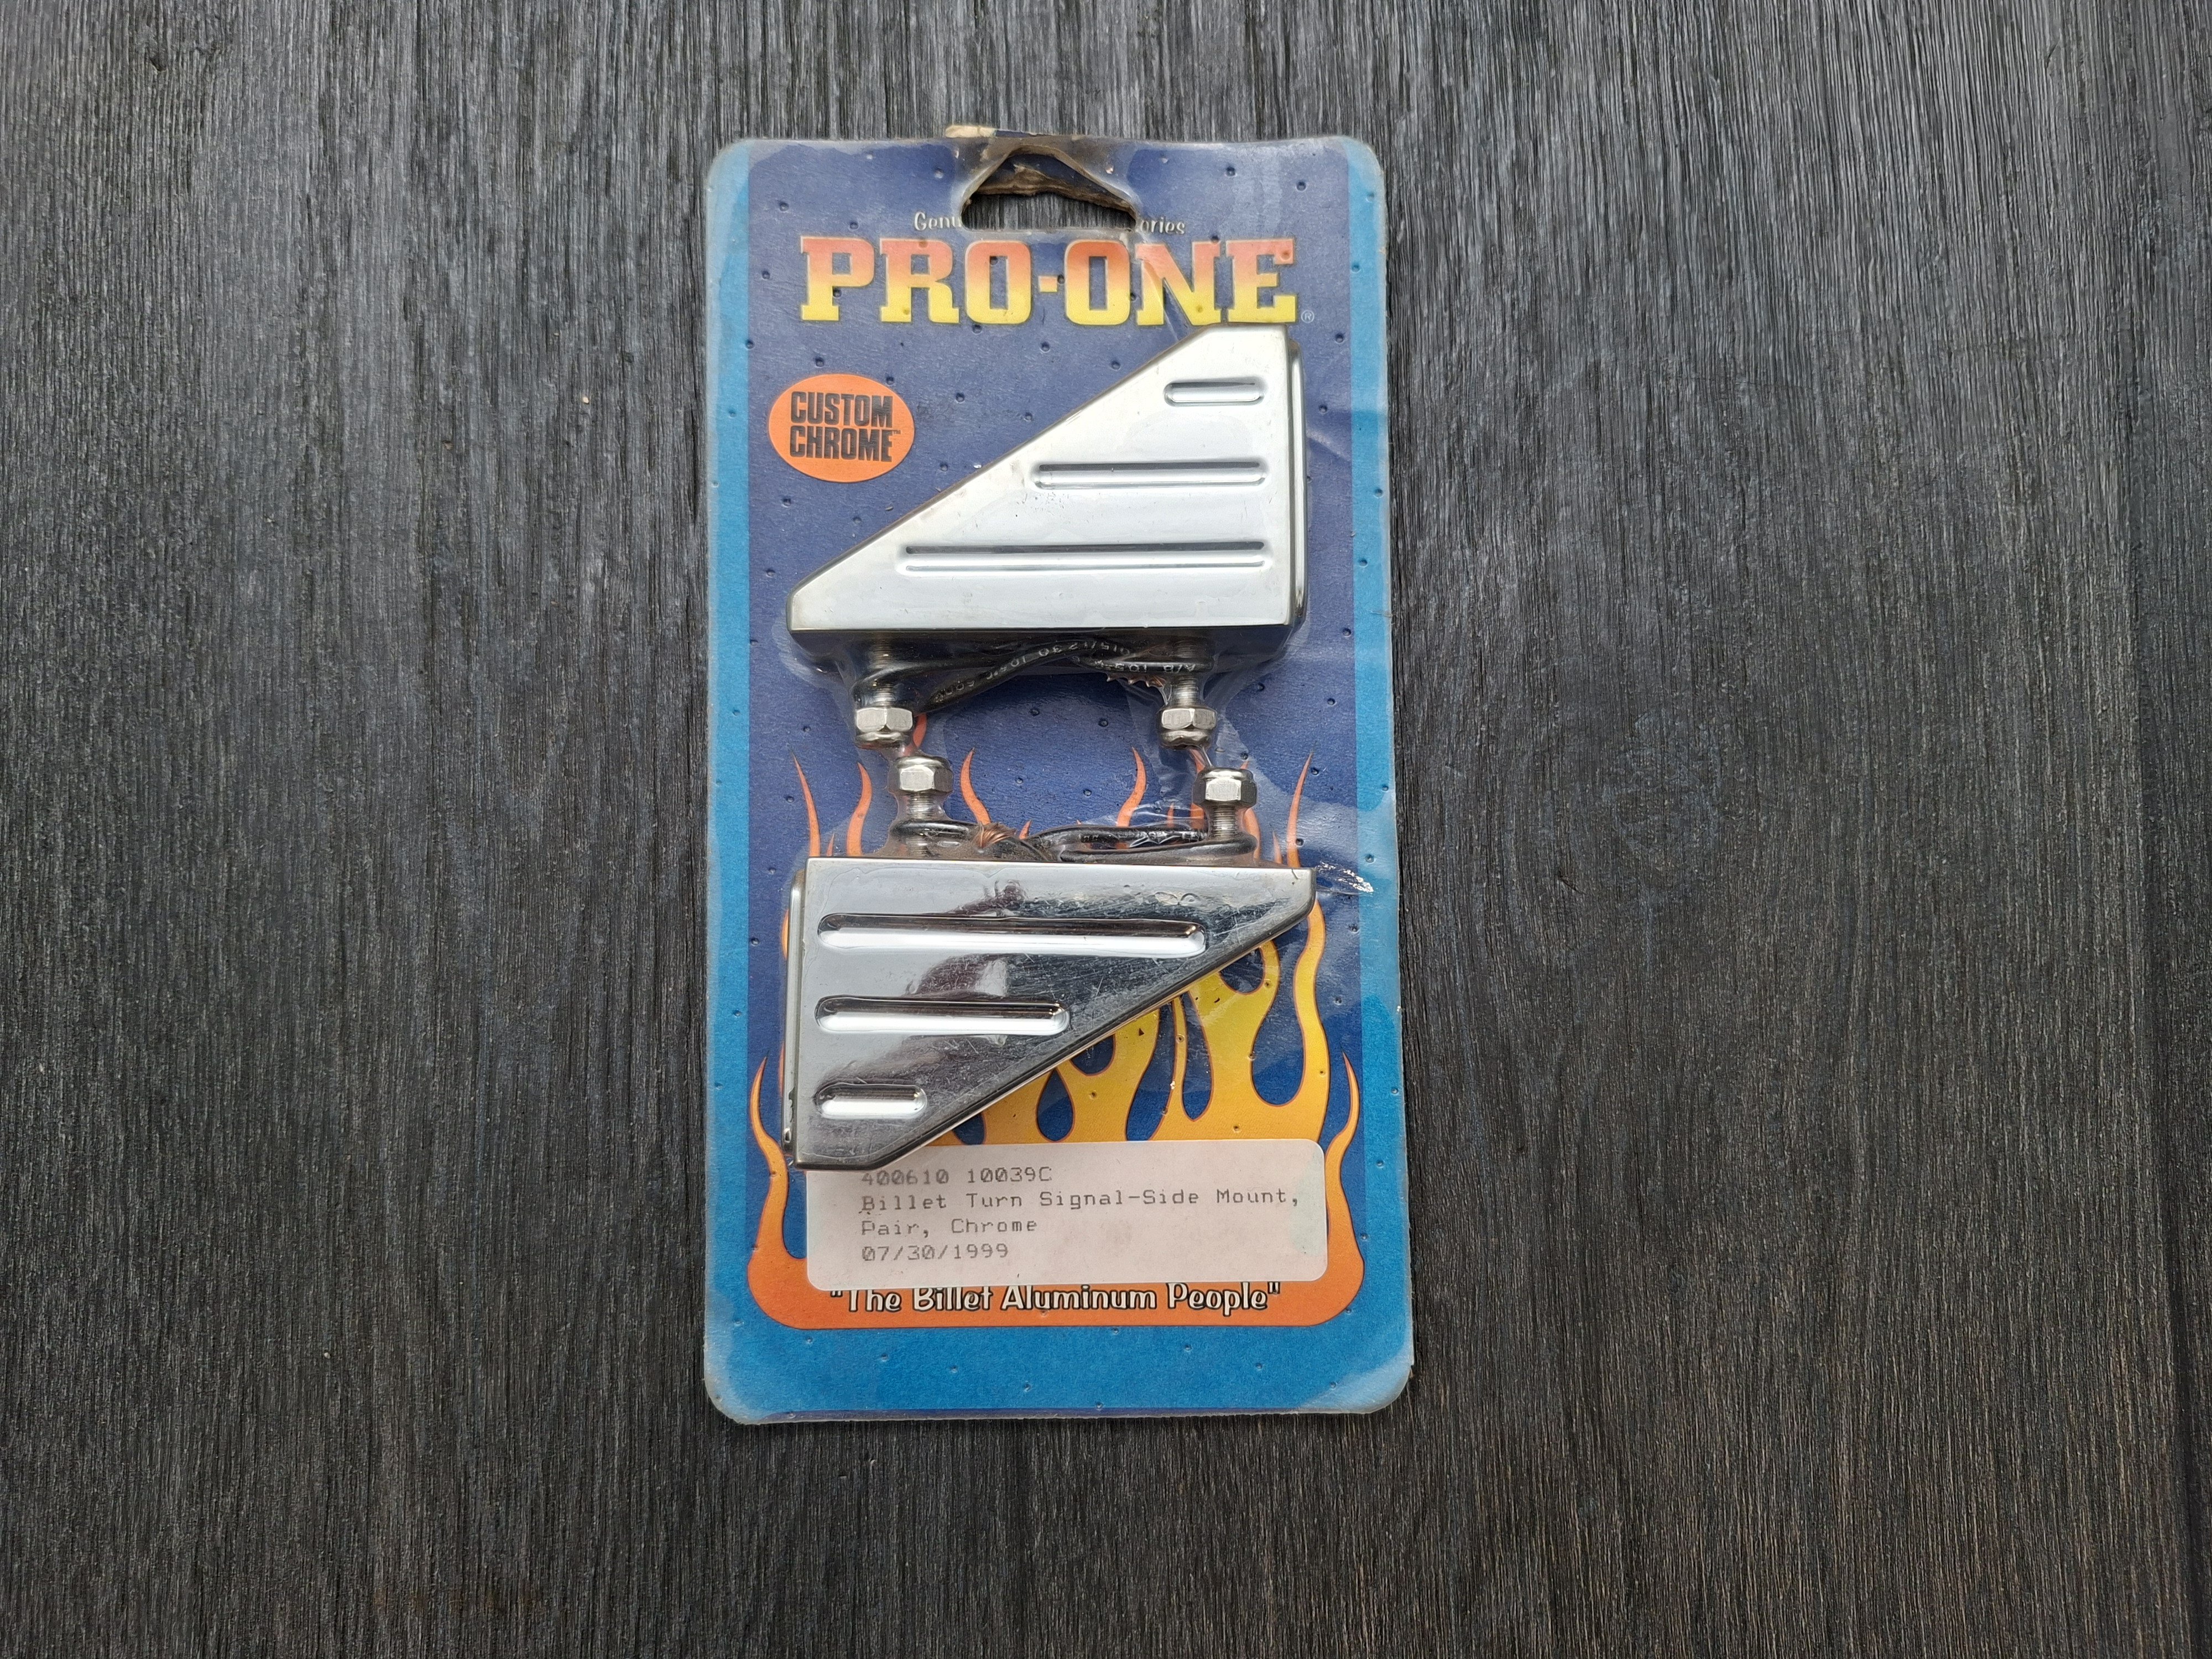 PRO-ONE®
CUSTOM
CHROME™
400610 10039C
Billet Turn Signal-Side Mount,
Pair, Chrome
07/30/1999
"The Billet Aluminum People"